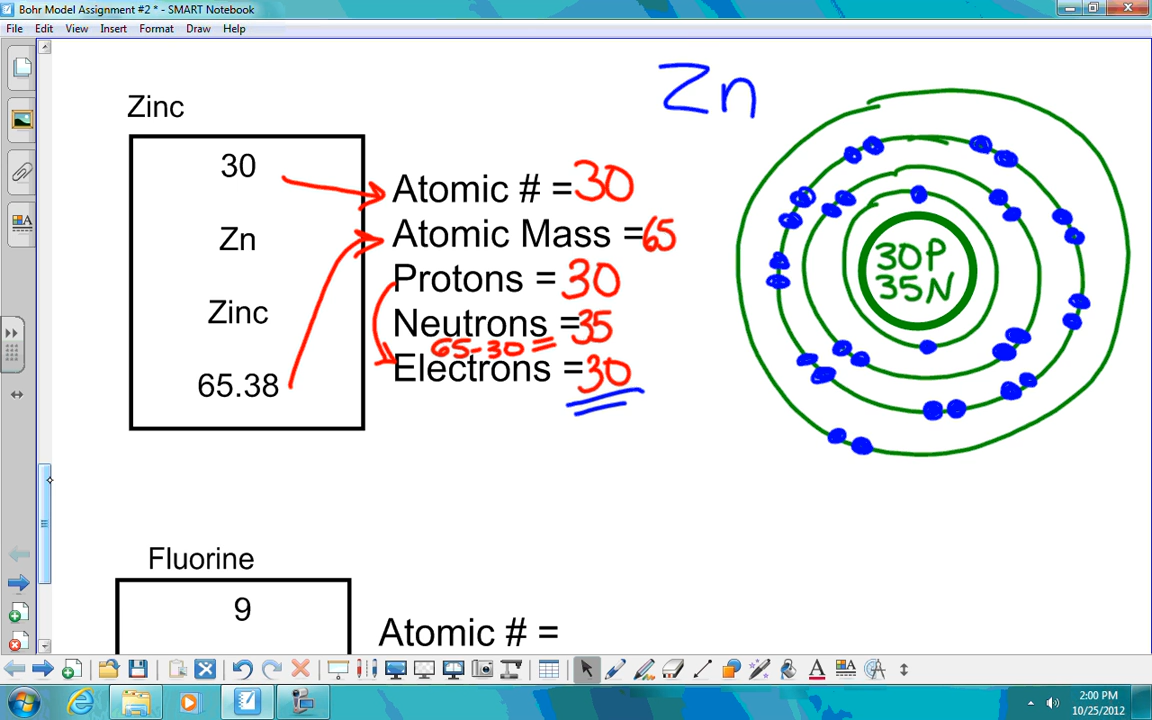 Bohr Model Assignment #2 * - SMART Notebook
File Edit View Insert Format Draw Help
Zn
Zinc
30
Zn
Zinc
65.38
Atomic # = 30
Atomic Mass = 65
Protons = 30
Neutrons = 35
65-30 =
Electrons = 30
30P
35N
Fluorine
9
Atomic # =
2:00 PM
10/25/2012